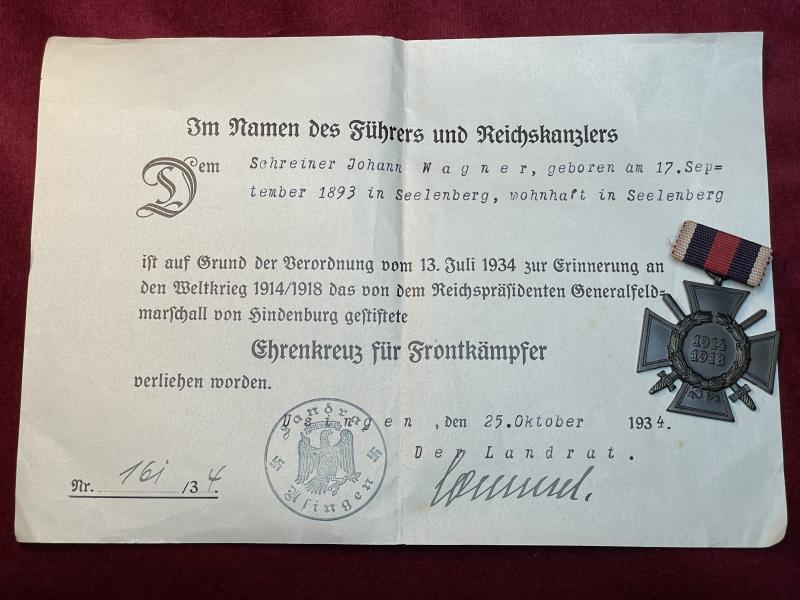 Im Namen des Führers und Reichskanzlers
Dem Schreiner Johann Wagner, geboren am 17.Sep=
tember 1893 in Seelenberg, wohnhaft in Seelenberg
ist auf Grund der Verordnung vom 13. Juli 1934 zur Erinnerung an
den Weltkrieg 1914/1918 das von dem Reichspräsidenten Generalfeld-
marschall von Hindenburg gestiftete
Ehrenkreuz für Frontkämpfer
verliehen worden.
Usingen, den 25.Oktober 1934.
Der Landrat.
Nr. 161 /34.
Landrat
Usingen
1914
1918